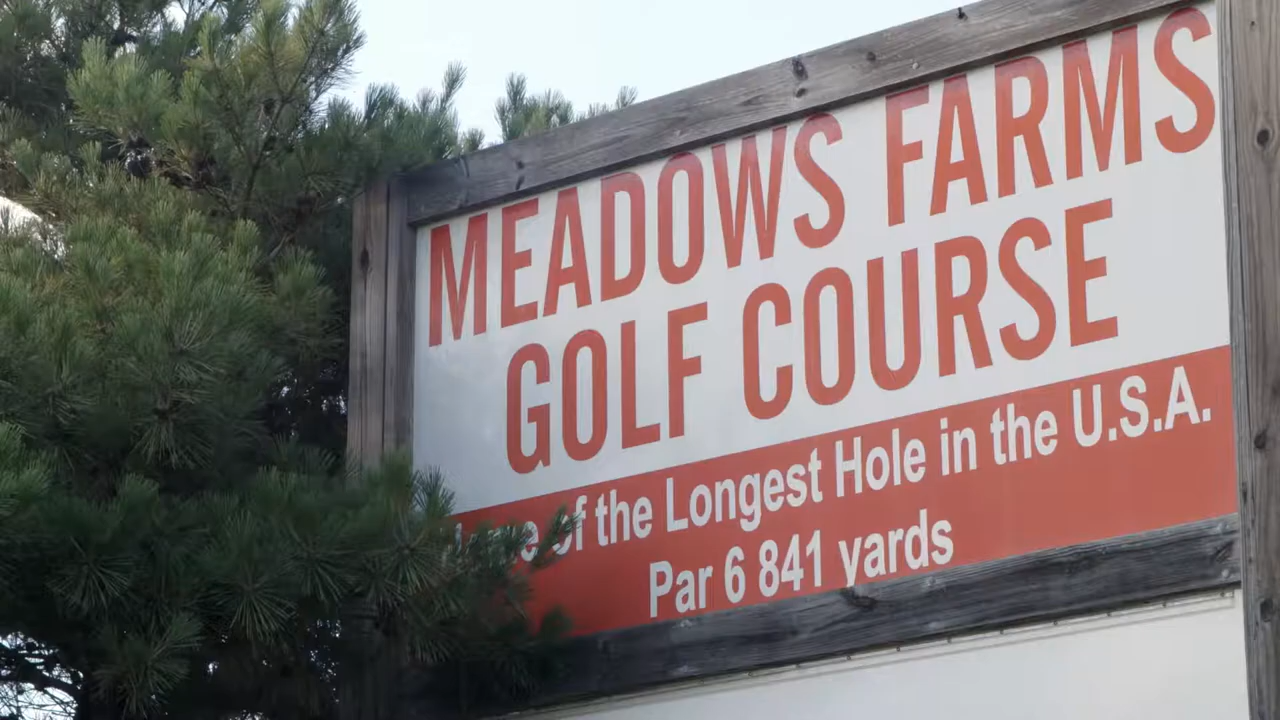 MEADOWS FARMS
GOLF COURSE
of the Longest Hole in the U.S.A.
Par 6 841 yards